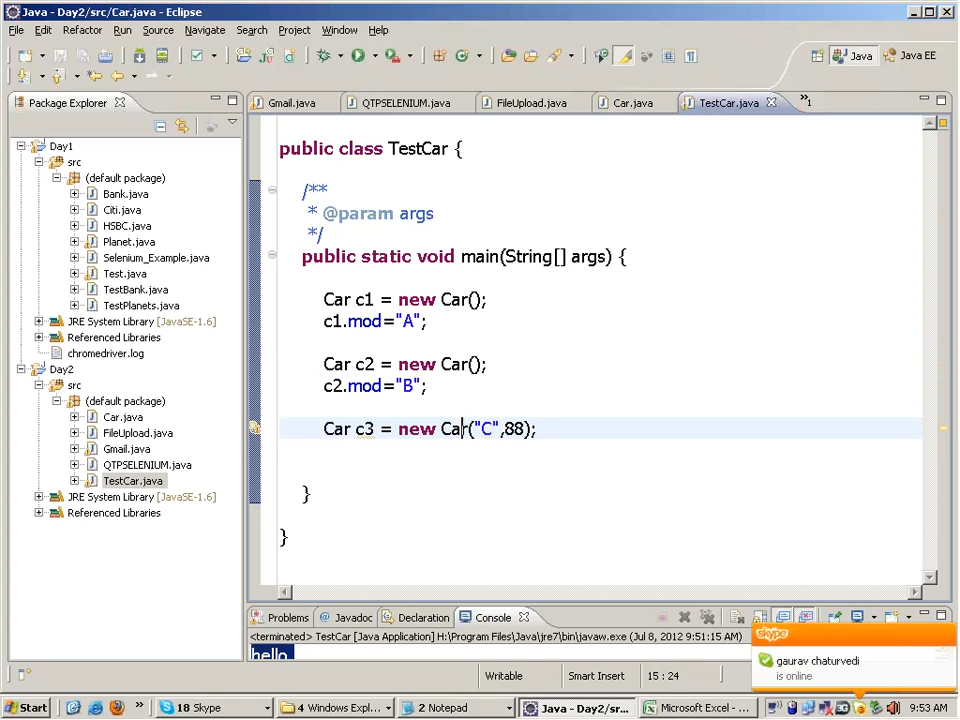 Java - Day2/src/Car.java - Eclipse
File Edit Refactor Run Source Navigate Search Project Window Help
Java Java EE
Package Explorer
Gmail.java QTPSELENIUM.java FileUpload.java Car.java TestCar.java »1
Day1
src
(default package)
Bank.java
Citi.java
HSBC.java
Planet.java
Selenium_Example.java
Test.java
TestBank.java
TestPlanets.java
JRE System Library [JavaSE-1.6]
Referenced Libraries
chromedriver.log
Day2
src
(default package)
Car.java
FileUpload.java
Gmail.java
QTPSELENIUM.java
TestCar.java
JRE System Library [JavaSE-1.6]
Referenced Libraries
public class TestCar {
/**
* @param args
*/
public static void main(String[] args) {
Car c1 = new Car();
c1.mod="A";
Car c2 = new Car();
c2.mod="B";
Car c3 = new Car("C",88);
}
}
Problems Javadoc Declaration Console
<terminated> TestCar [Java Application] H:\Program Files\Java\jre7\bin\javaw.exe (Jul 8, 2012 9:51:15 AM)
hello
skype
gaurav chaturvedi
is online
Writable Smart Insert 15 : 24
Start » 18 Skype 4 Windows Expl... 2 Notepad Java - Day2/sr... Microsoft Excel - ... 9:53 AM